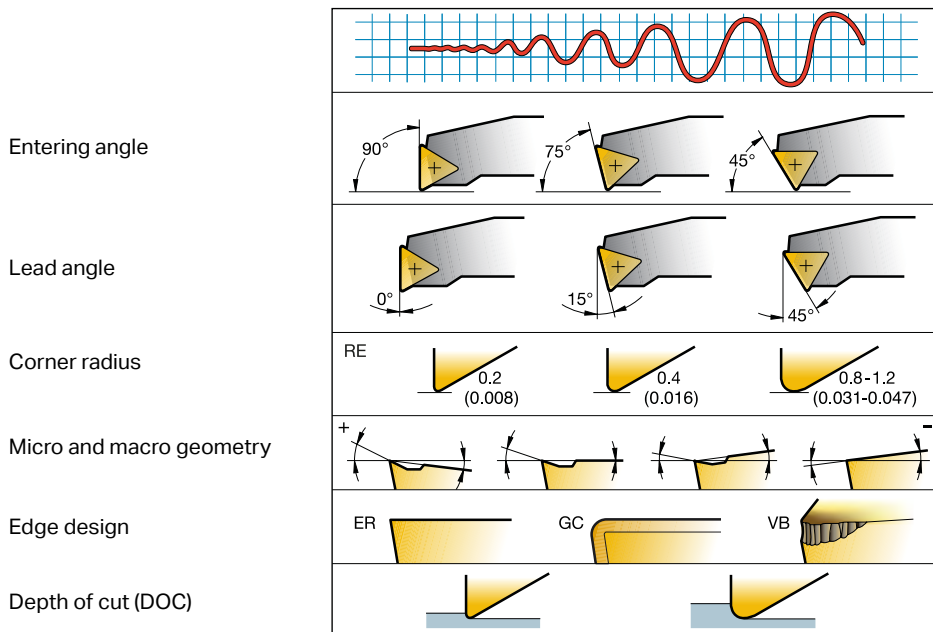 Entering angle
90°
75°
45°
Lead angle
0°
15°
45°
Corner radius
RE
0.2
(0.008)
0.4
(0.016)
0.8-1.2
(0.031-0.047)
Micro and macro geometry
+
-
Edge design
ER
GC
VB
Depth of cut (DOC)